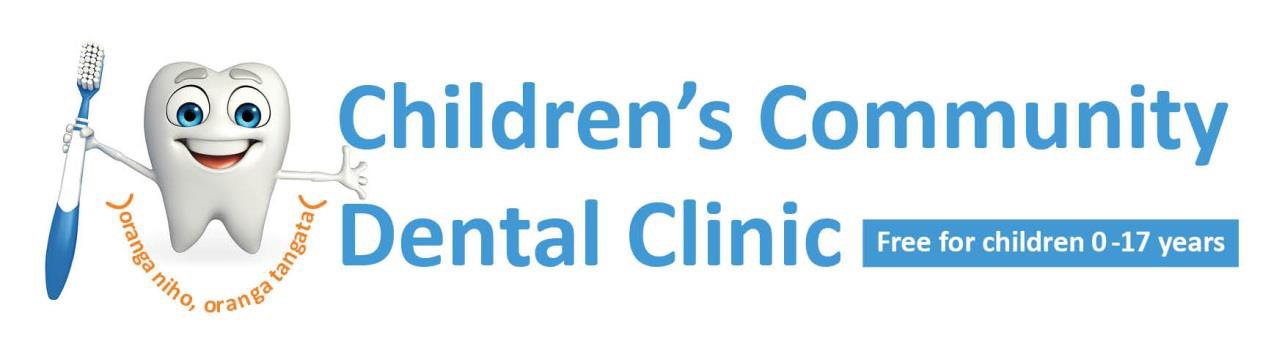 Children's Community
Dental Clinic
Free for children 0-17 years
oranga niho, oranga tangata